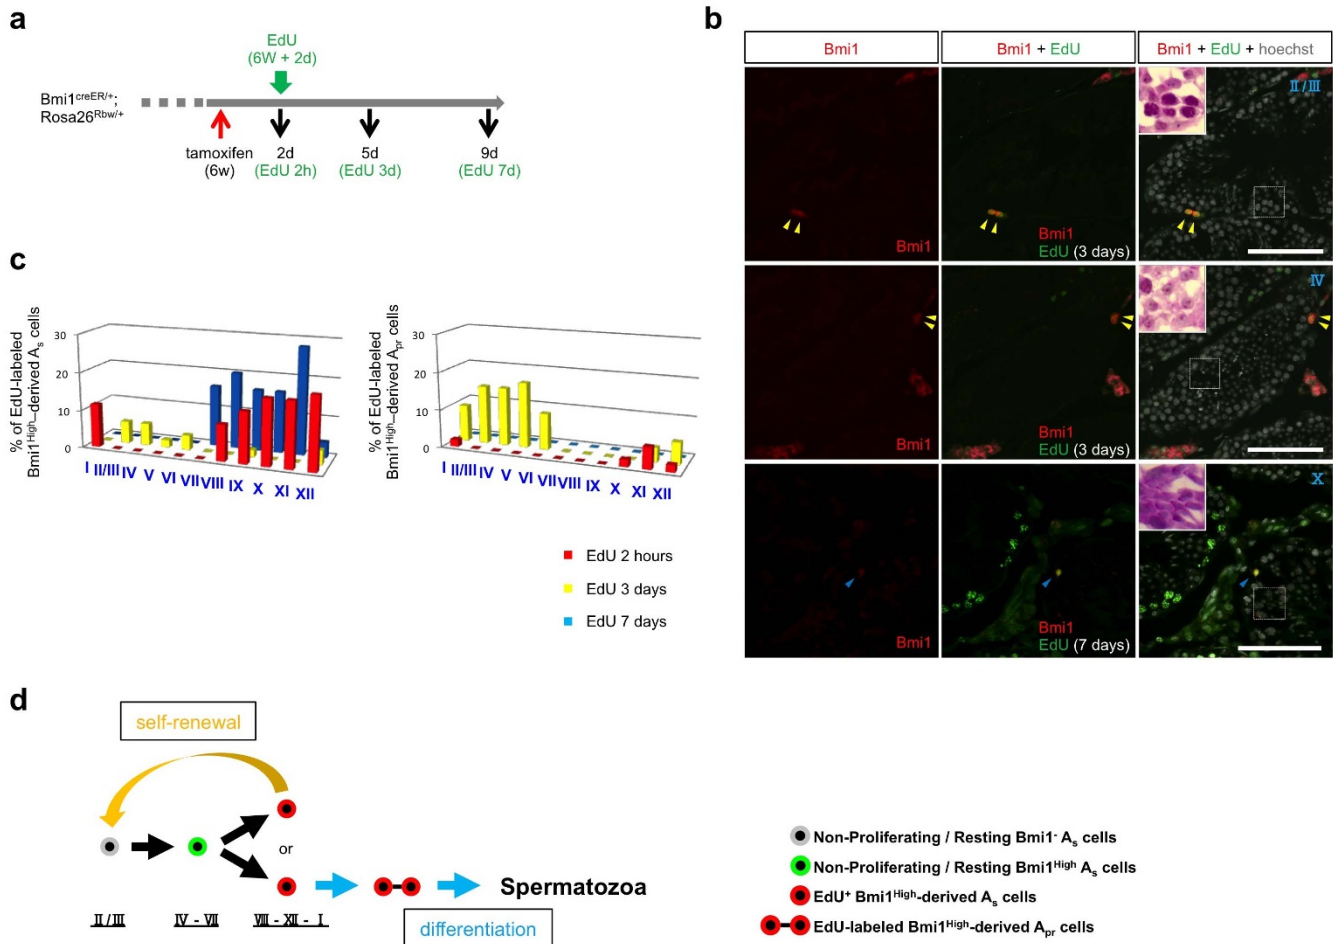 a
EdU
(6W + 2d)
Bmi1creER/+;
Rosa26Rbw/+
tamoxifen
(6w)
2d
(EdU 2h)
5d
(EdU 3d)
9d
(EdU 7d)
b
Bmi1
Bmi1 + EdU
Bmi1 + EdU + hoechst
II/III
Bmi1
Bmi1
EdU (3 days)
IV
Bmi1
Bmi1
EdU (3 days)
X
Bmi1
Bmi1
EdU (7 days)
c
% of EdU-labeled
Bmi1High–derived As cells
30
20
10
0
I II/III IV V VI VII VIII IX X XI XII
% of EdU-labeled
Bmi1High–derived Apr cells
30
20
10
0
I II/III IV V VI VII VIII IX X XI XII
EdU 2 hours
EdU 3 days
EdU 7 days
d
self-renewal
or
Spermatozoa
differentiation
II/III
IV - VII
VIII - XII - I
Non-Proliferating / Resting Bmi1- As cells
Non-Proliferating / Resting Bmi1High As cells
EdU+ Bmi1High-derived As cells
EdU-labeled Bmi1High-derived Apr cells